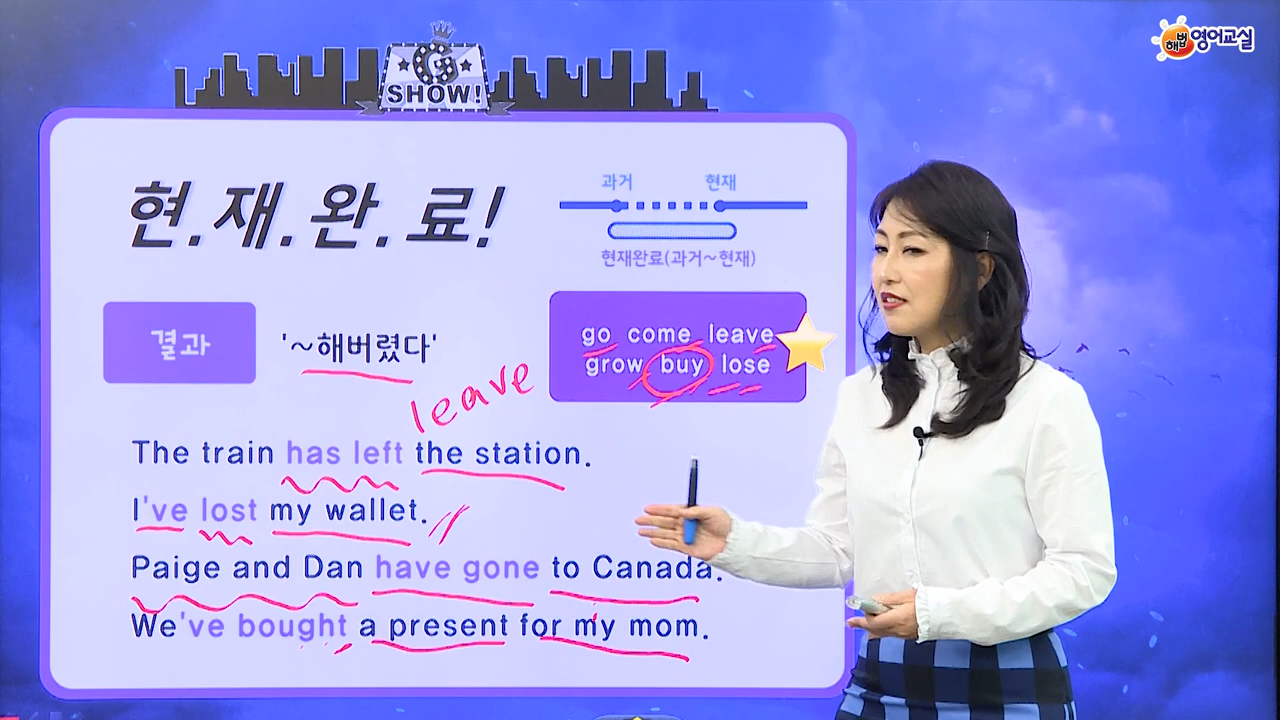 해법영어교실
G
SHOW!
현.재.완.료!
과거 현재
현재완료(과거~현재)
결과
'~해버렸다'
go come leave
grow buy lose
leave
The train has left the station.
I've lost my wallet.
Paige and Dan have gone to Canada.
We've bought a present for my mom.